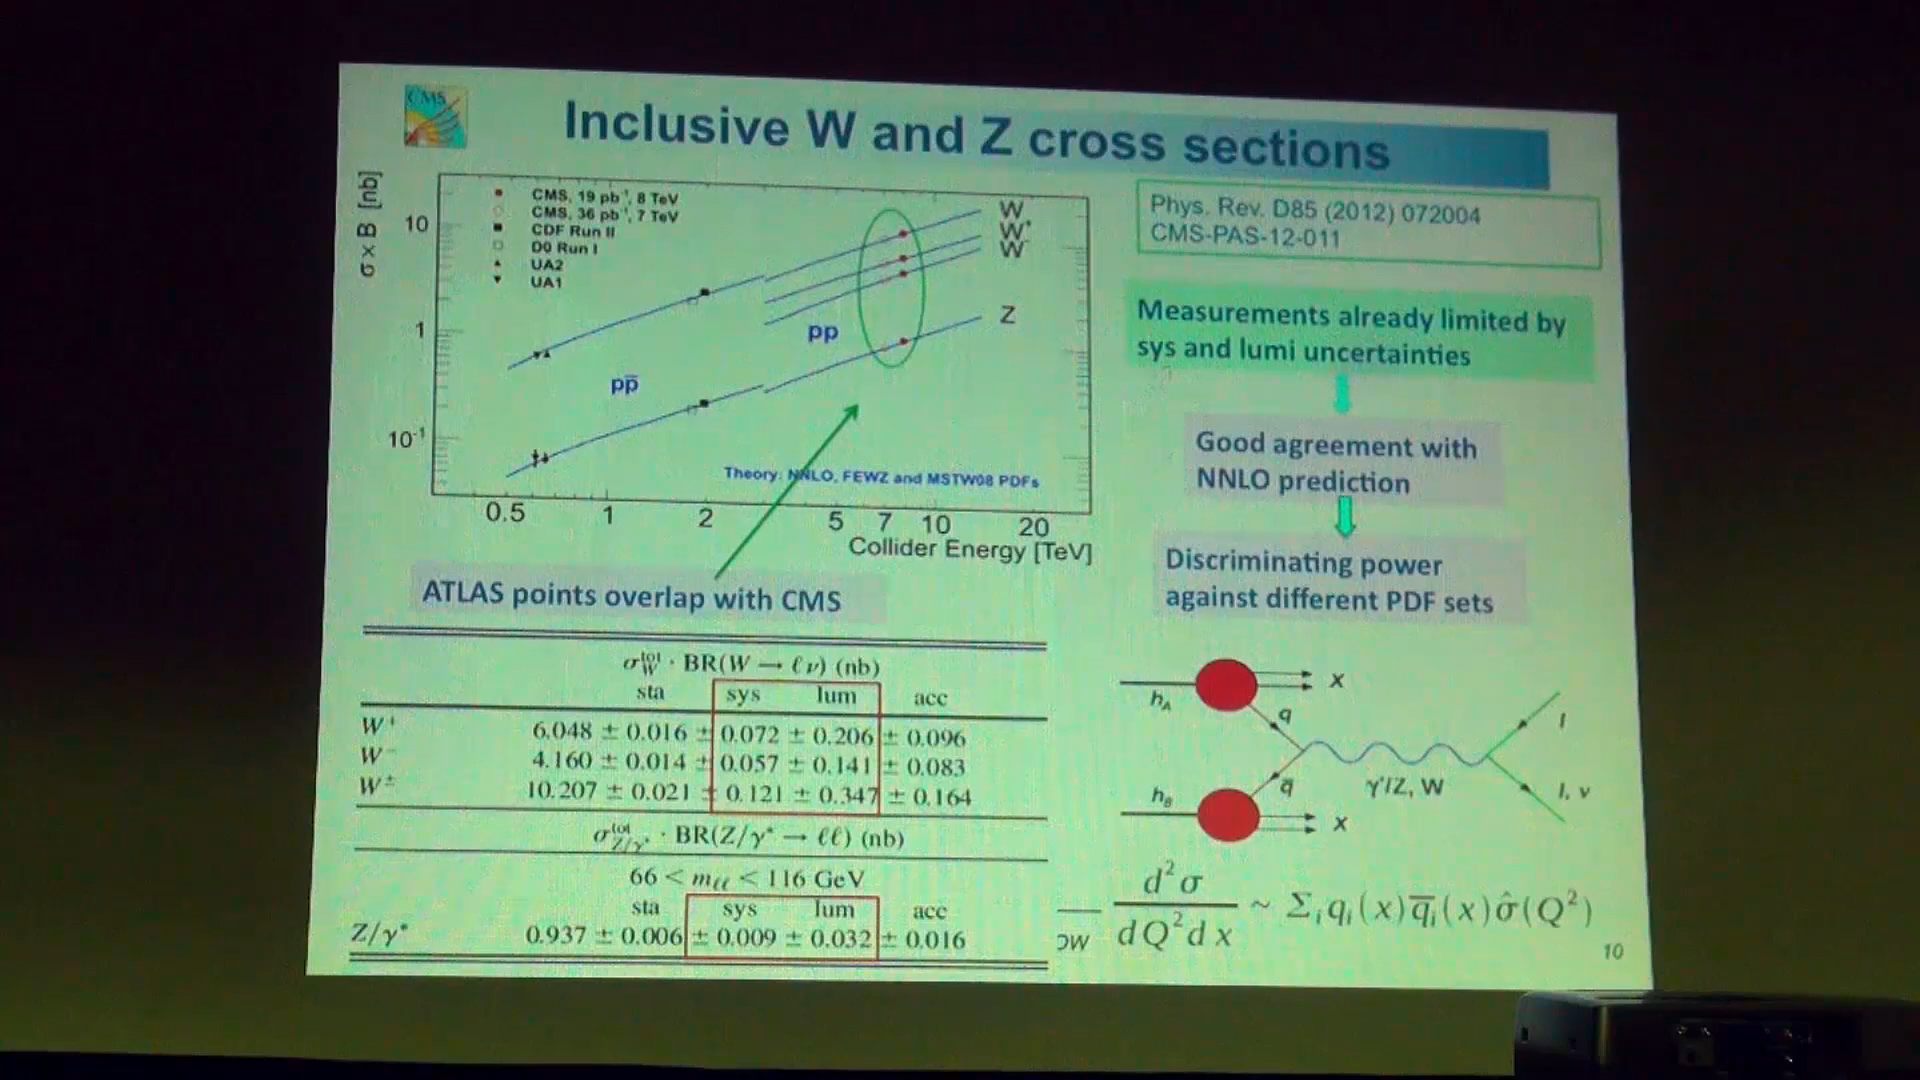 CMS
Inclusive W and Z cross sections
σ × B [nb]
10
1
10⁻¹
CMS, 19 pb⁻¹, 8 TeV
CMS, 36 pb⁻¹, 7 TeV
CDF Run II
D0 Run I
UA2
UA1
W
W⁺
W⁻
Z
pp
pp̅
Theory: NNLO, FEWZ and MSTW08 PDFs
0.5 1 2 5 7 10 20
Collider Energy [TeV]
ATLAS points overlap with CMS
Phys. Rev. D85 (2012) 072004
CMS-PAS-12-011
Measurements already limited by
sys and lumi uncertainties
Good agreement with
NNLO prediction
Discriminating power
against different PDF sets
σ_W^tot · BR(W → ℓν) (nb)
sta sys lum acc
W⁺ 6.048 ± 0.016 ± 0.072 ± 0.206 ± 0.096
W⁻ 4.160 ± 0.014 ± 0.057 ± 0.141 ± 0.083
W± 10.207 ± 0.021 ± 0.121 ± 0.347 ± 0.164
σ_Z/γ*^tot · BR(Z/γ* → ℓℓ) (nb)
66 < m_ℓℓ < 116 GeV
sta sys lum acc
Z/γ* 0.937 ± 0.006 ± 0.009 ± 0.032 ± 0.016
h_A
X
q
l
γ*/Z, W
q̅
l, ν
h_B
X
d²σ
dQ²dx
~ Σ_i q_i(x) q̅_i(x) σ̂(Q²)
10